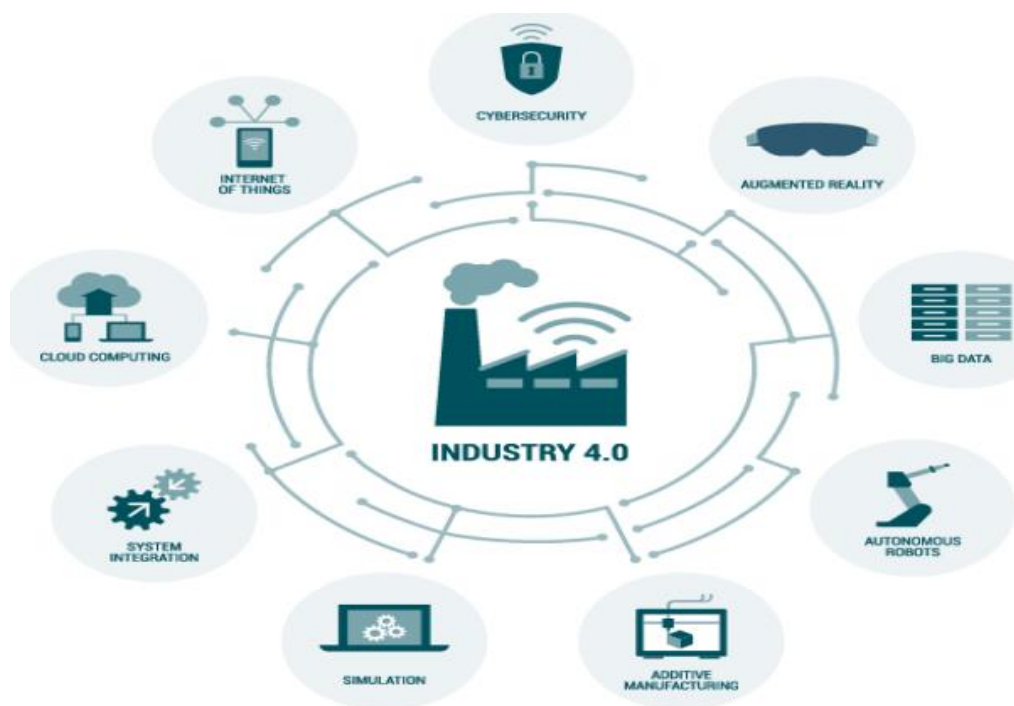 CYBERSECURITY
INTERNET
OF THINGS
AUGMENTED REALITY
CLOUD COMPUTING
BIG DATA
INDUSTRY 4.0
SYSTEM
INTEGRATION
AUTONOMOUS
ROBOTS
SIMULATION
ADDITIVE
MANUFACTURING